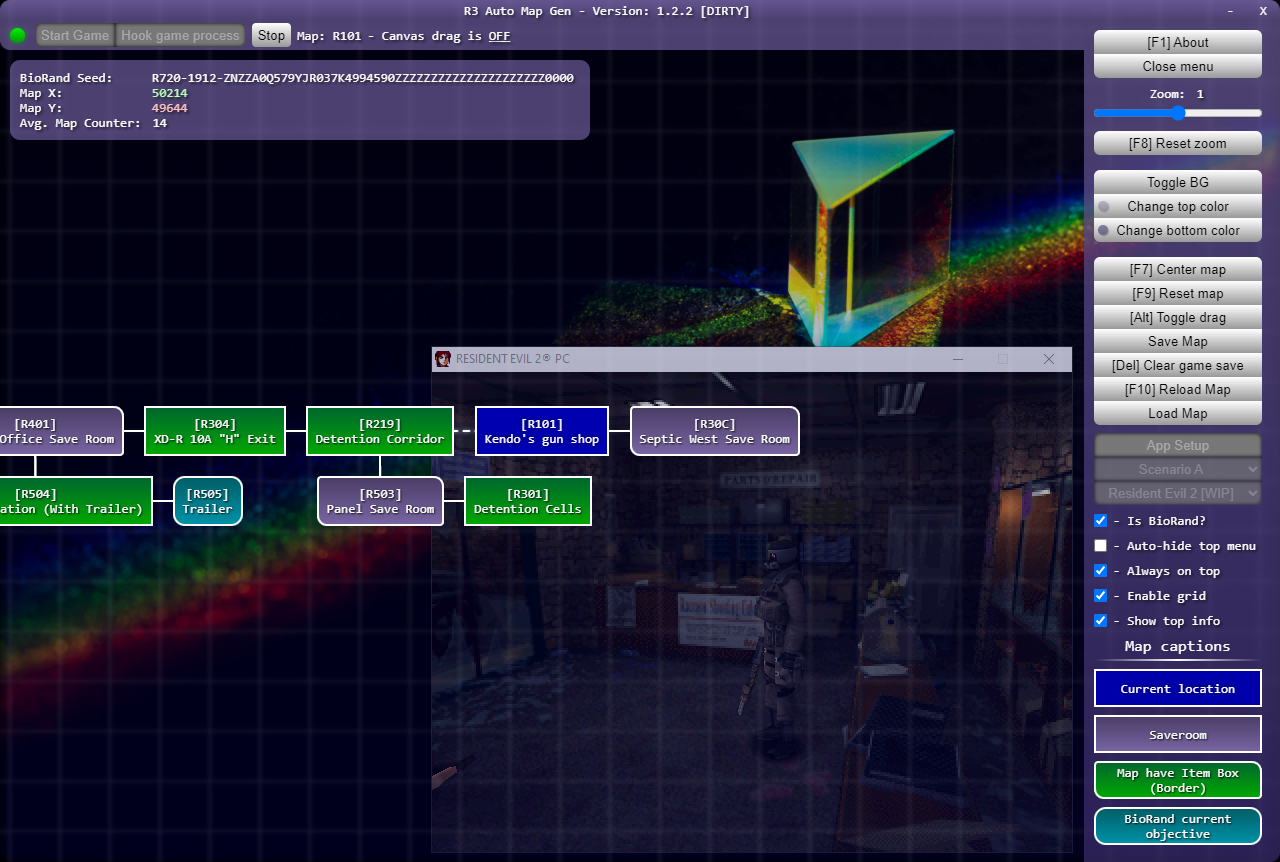 R3 Auto Map Gen - Version: 1.2.2 [DIRTY]
- X
Start Game Hook game process Stop Map: R101 - Canvas drag is OFF
BioRand Seed: R720-1912-ZNZZA0Q579YJR037K4994590ZZZZZZZZZZZZZZZZZZZZZ0000
Map X: 50214
Map Y: 49644
Avg. Map Counter: 14
RESIDENT EVIL 2® PC
[R401]
Office Save Room
[R304]
XD-R 10A "H" Exit
[R219]
Detention Corridor
[R101]
Kendo's gun shop
[R30C]
Septic West Save Room
[R504]
ation (With Trailer)
[R505]
Trailer
[R503]
Panel Save Room
[R301]
Detention Cells
PARTS REPAIR
[F1] About
Close menu
Zoom: 1
[F8] Reset zoom
Toggle BG
Change top color
Change bottom color
[F7] Center map
[F9] Reset map
[Alt] Toggle drag
Save Map
[Del] Clear game save
[F10] Reload Map
Load Map
App Setup
Scenario A
Resident Evil 2 [WIP]
- Is BioRand?
- Auto-hide top menu
- Always on top
- Enable grid
- Show top info
Map captions
Current location
Saveroom
Map have Item Box
(Border)
BioRand current
objective